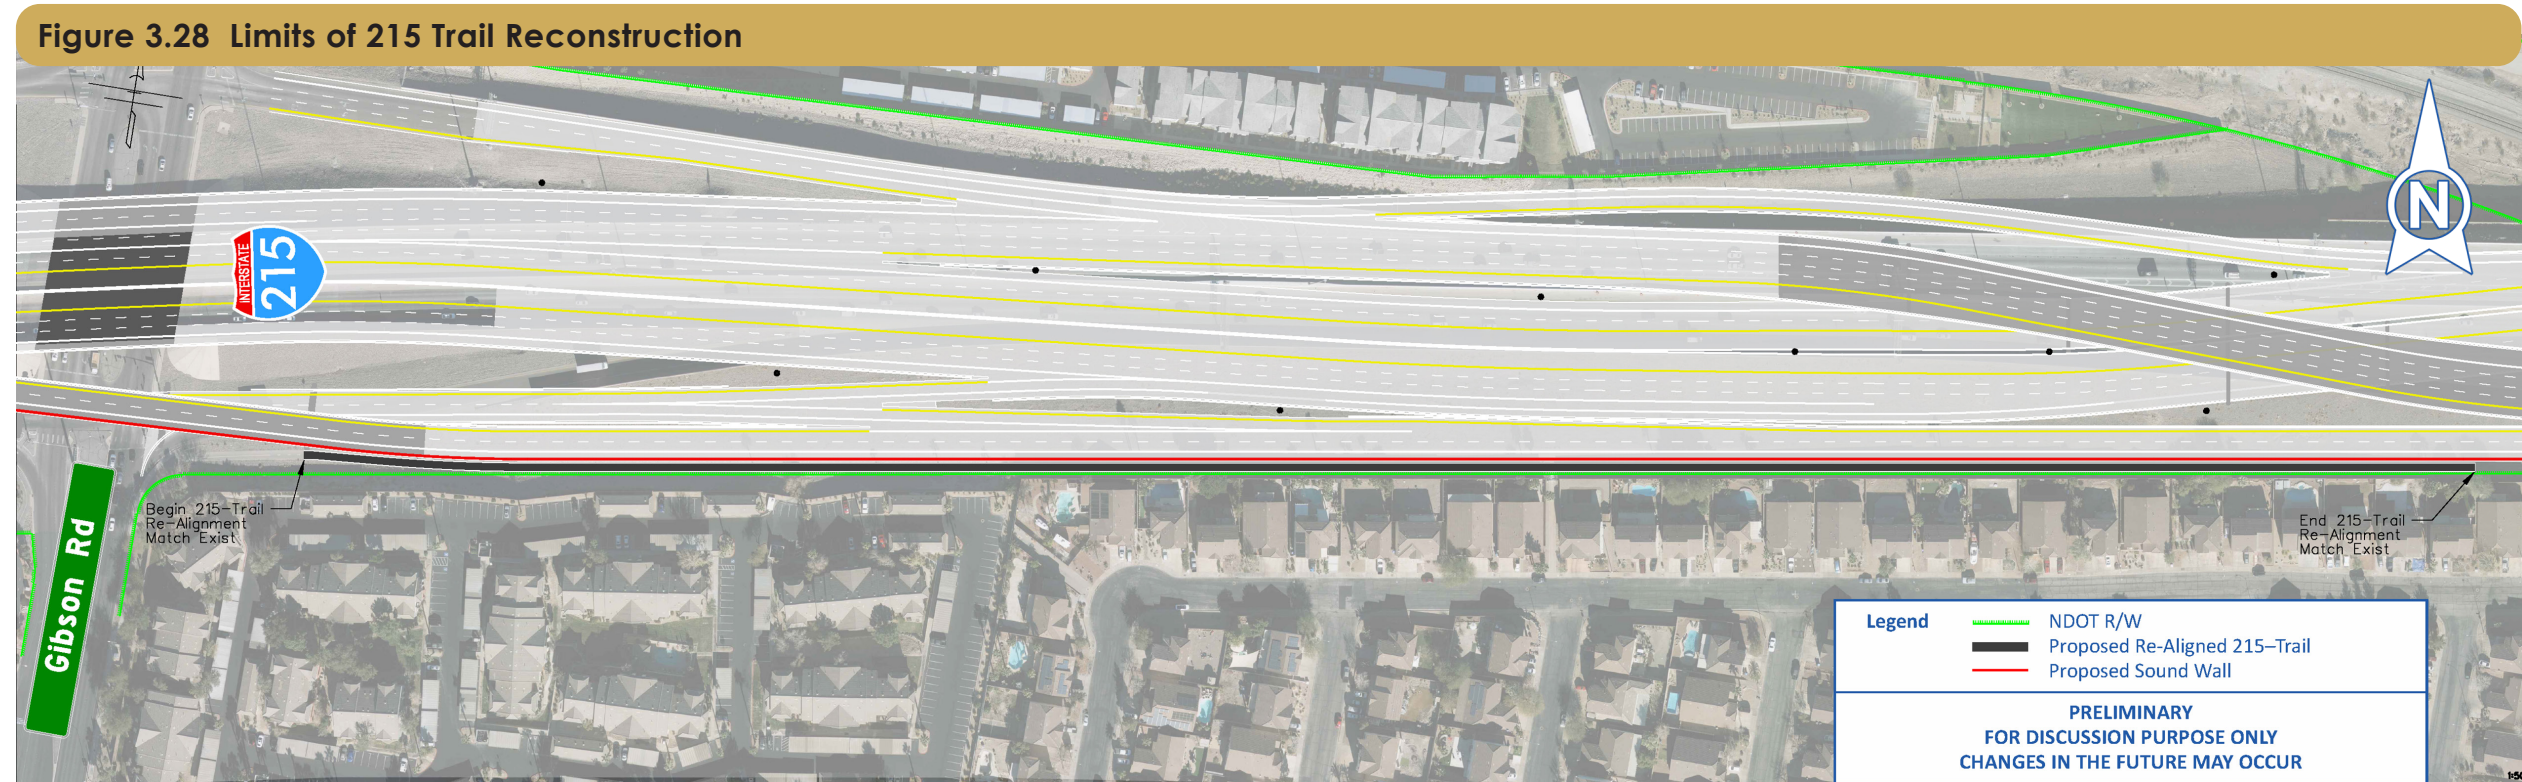 Figure 3.28 Limits of 215 Trail Reconstruction
INTERSTATE
215
N
Begin 215-Trail
Re-Alignment
Match Exist
Gibson Rd
End 215-Trail
Re-Alignment
Match Exist
Legend
NDOT R/W
Proposed Re-Aligned 215–Trail
Proposed Sound Wall
PRELIMINARY
FOR DISCUSSION PURPOSE ONLY
CHANGES IN THE FUTURE MAY OCCUR